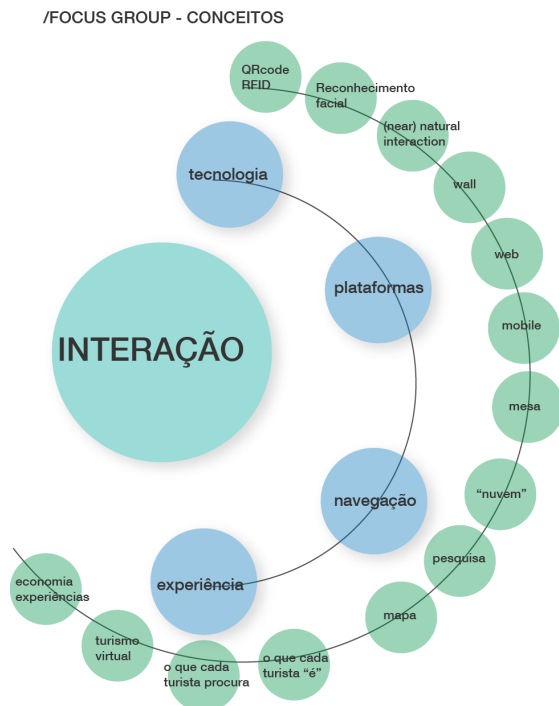 /FOCUS GROUP - CONCEITOS
QRcode
RFID
Reconhecimento
facial
(near) natural
interaction
tecnologia
wall
web
plataformas
mobile
INTERAÇÃO
mesa
“nuvem”
navegação
pesquisa
experiência
economia
experiências
mapa
turismo
virtual
o que cada
turista procura
o que cada
turista “é”